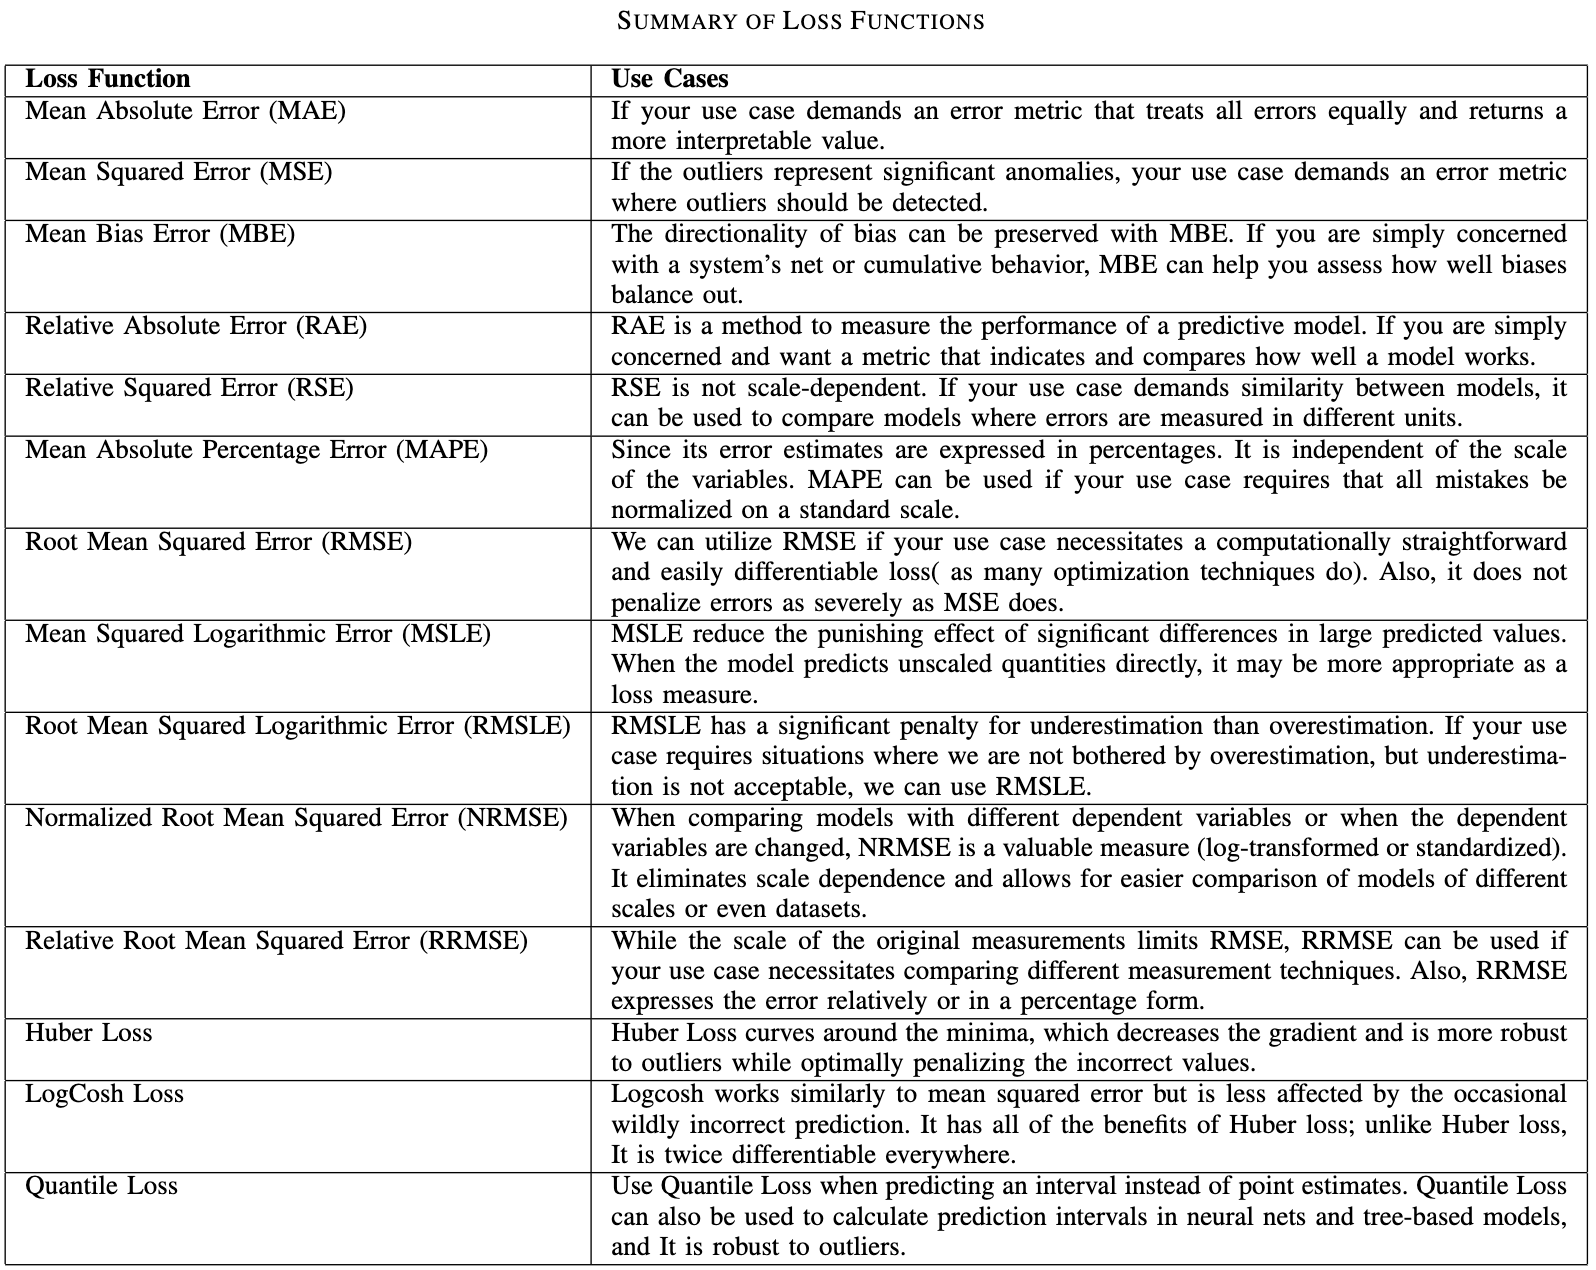 SUMMARY OF LOSS FUNCTIONS
Loss Function
Use Cases
Mean Absolute Error (MAE)
If your use case demands an error metric that treats all errors equally and returns a
more interpretable value.
Mean Squared Error (MSE)
If the outliers represent significant anomalies, your use case demands an error metric
where outliers should be detected.
Mean Bias Error (MBE)
The directionality of bias can be preserved with MBE. If you are simply concerned
with a system's net or cumulative behavior, MBE can help you assess how well biases
balance out.
Relative Absolute Error (RAE)
RAE is a method to measure the performance of a predictive model. If you are simply
concerned and want a metric that indicates and compares how well a model works.
Relative Squared Error (RSE)
RSE is not scale-dependent. If your use case demands similarity between models, it
can be used to compare models where errors are measured in different units.
Mean Absolute Percentage Error (MAPE)
Since its error estimates are expressed in percentages. It is independent of the scale
of the variables. MAPE can be used if your use case requires that all mistakes be
normalized on a standard scale.
Root Mean Squared Error (RMSE)
We can utilize RMSE if your use case necessitates a computationally straightforward
and easily differentiable loss( as many optimization techniques do). Also, it does not
penalize errors as severely as MSE does.
Mean Squared Logarithmic Error (MSLE)
MSLE reduce the punishing effect of significant differences in large predicted values.
When the model predicts unscaled quantities directly, it may be more appropriate as a
loss measure.
Root Mean Squared Logarithmic Error (RMSLE)
RMSLE has a significant penalty for underestimation than overestimation. If your use
case requires situations where we are not bothered by overestimation, but underestima-
tion is not acceptable, we can use RMSLE.
Normalized Root Mean Squared Error (NRMSE)
When comparing models with different dependent variables or when the dependent
variables are changed, NRMSE is a valuable measure (log-transformed or standardized).
It eliminates scale dependence and allows for easier comparison of models of different
scales or even datasets.
Relative Root Mean Squared Error (RRMSE)
While the scale of the original measurements limits RMSE, RRMSE can be used if
your use case necessitates comparing different measurement techniques. Also, RRMSE
expresses the error relatively or in a percentage form.
Huber Loss
Huber Loss curves around the minima, which decreases the gradient and is more robust
to outliers while optimally penalizing the incorrect values.
LogCosh Loss
Logcosh works similarly to mean squared error but is less affected by the occasional
wildly incorrect prediction. It has all of the benefits of Huber loss; unlike Huber loss,
It is twice differentiable everywhere.
Quantile Loss
Use Quantile Loss when predicting an interval instead of point estimates. Quantile Loss
can also be used to calculate prediction intervals in neural nets and tree-based models,
and It is robust to outliers.